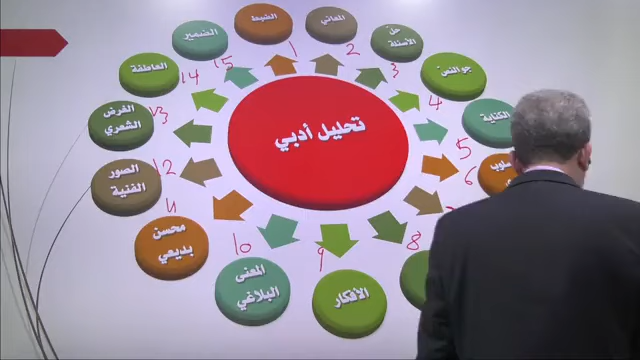 تحليل أدبي
الضبط
1
المعاني
2
حل
الأسئلة
3
جو النص
4
الكناية
5
6
8
الأفكار
9
المعنى
البلاغي
10
محسن
بديعي
11
الصور
الفنية
12
الغرض
الشعري
13
العاطفة
14
الضمير
15